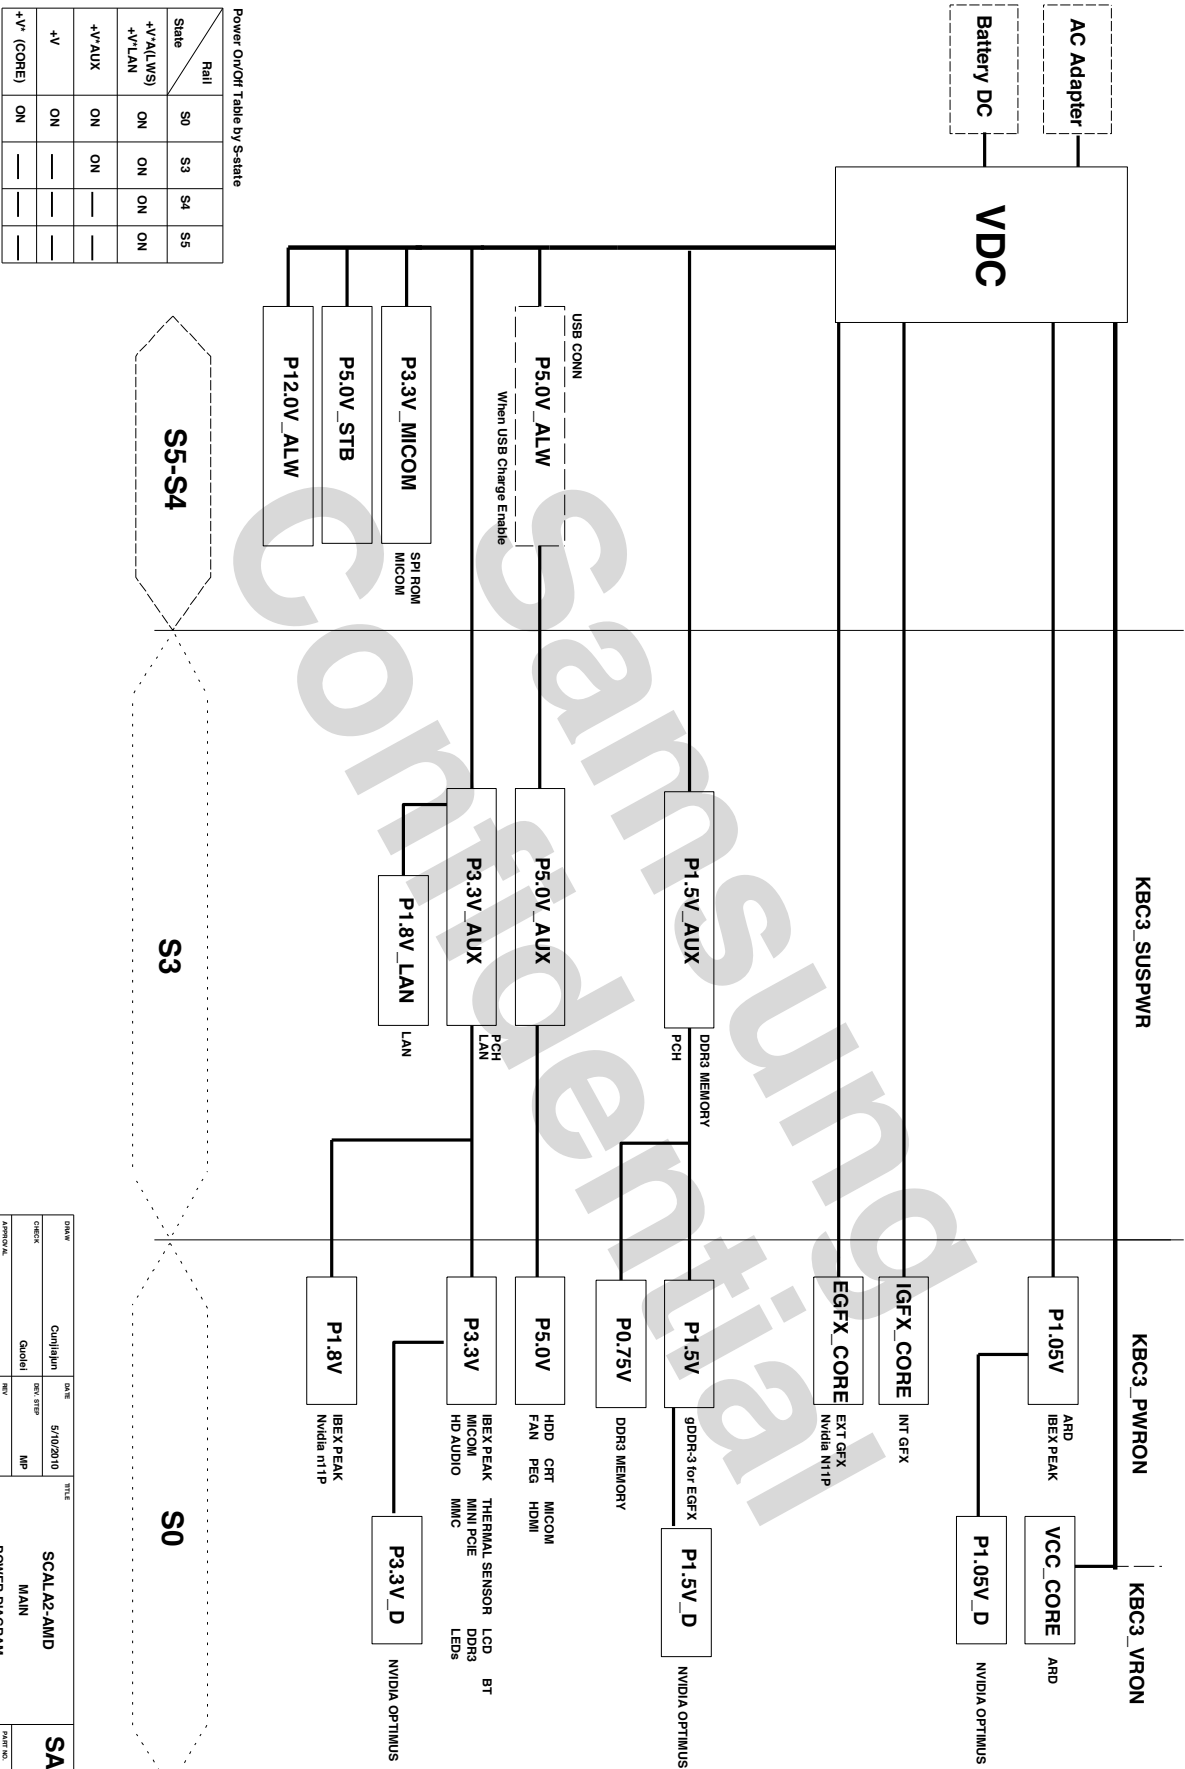 KBC3_SUSPWR
KBC3_PWRON
KBC3_VRON
AC Adapter
Battery DC
VDC
P1.05V
ARD
IBEX PEAK
VCC_CORE
ARD
P1.05V_D
NVIDIA OPTIMUS
IGFX_CORE
INT GFX
EGFX_CORE
EXT GFX
Nvidia N11P
P1.5V_AUX
DDR3 MEMORY
PCH
P1.5V
gDDR-3 for EGFX
P1.5V_D
NVIDIA OPTIMUS
P0.75V
DDR3 MEMORY
USB CONN
P5.0V_ALW
When USB Charge Enable
P5.0V_AUX
P5.0V
HDD CRT MICOM
FAN PEG HDMI
P3.3V_AUX
PCH
LAN
P3.3V
IBEX PEAK THERMAL SENSOR LCD BT
MICOM MINI PCIE DDR3
HD AUDIO MMC LEDs
P3.3V_MICOM
SPI ROM
MICOM
P1.8V_LAN
LAN
P3.3V_D
NVIDIA OPTIMUS
P5.0V_STB
P1.8V
IBEX PEAK
Nvidia n11P
P12.0V_ALW
Samsung
Confidential
S5-S4
S3
S0
Power On/Off Table by S-state
Rail
State S0 S3 S4 S5
+V*A(LWS)
+V*LAN ON ON ON ON
+V*AUX ON ON — —
+V ON — — —
+V* (CORE) ON — — —
DRAW Cunjiajun DATE 5/10/2010 TITLE SCALA2-AMD
CHECK Guolei DEV. STEP MP MAIN
APPROVAL REV POWER DIAGRAM
SA
PART NO.